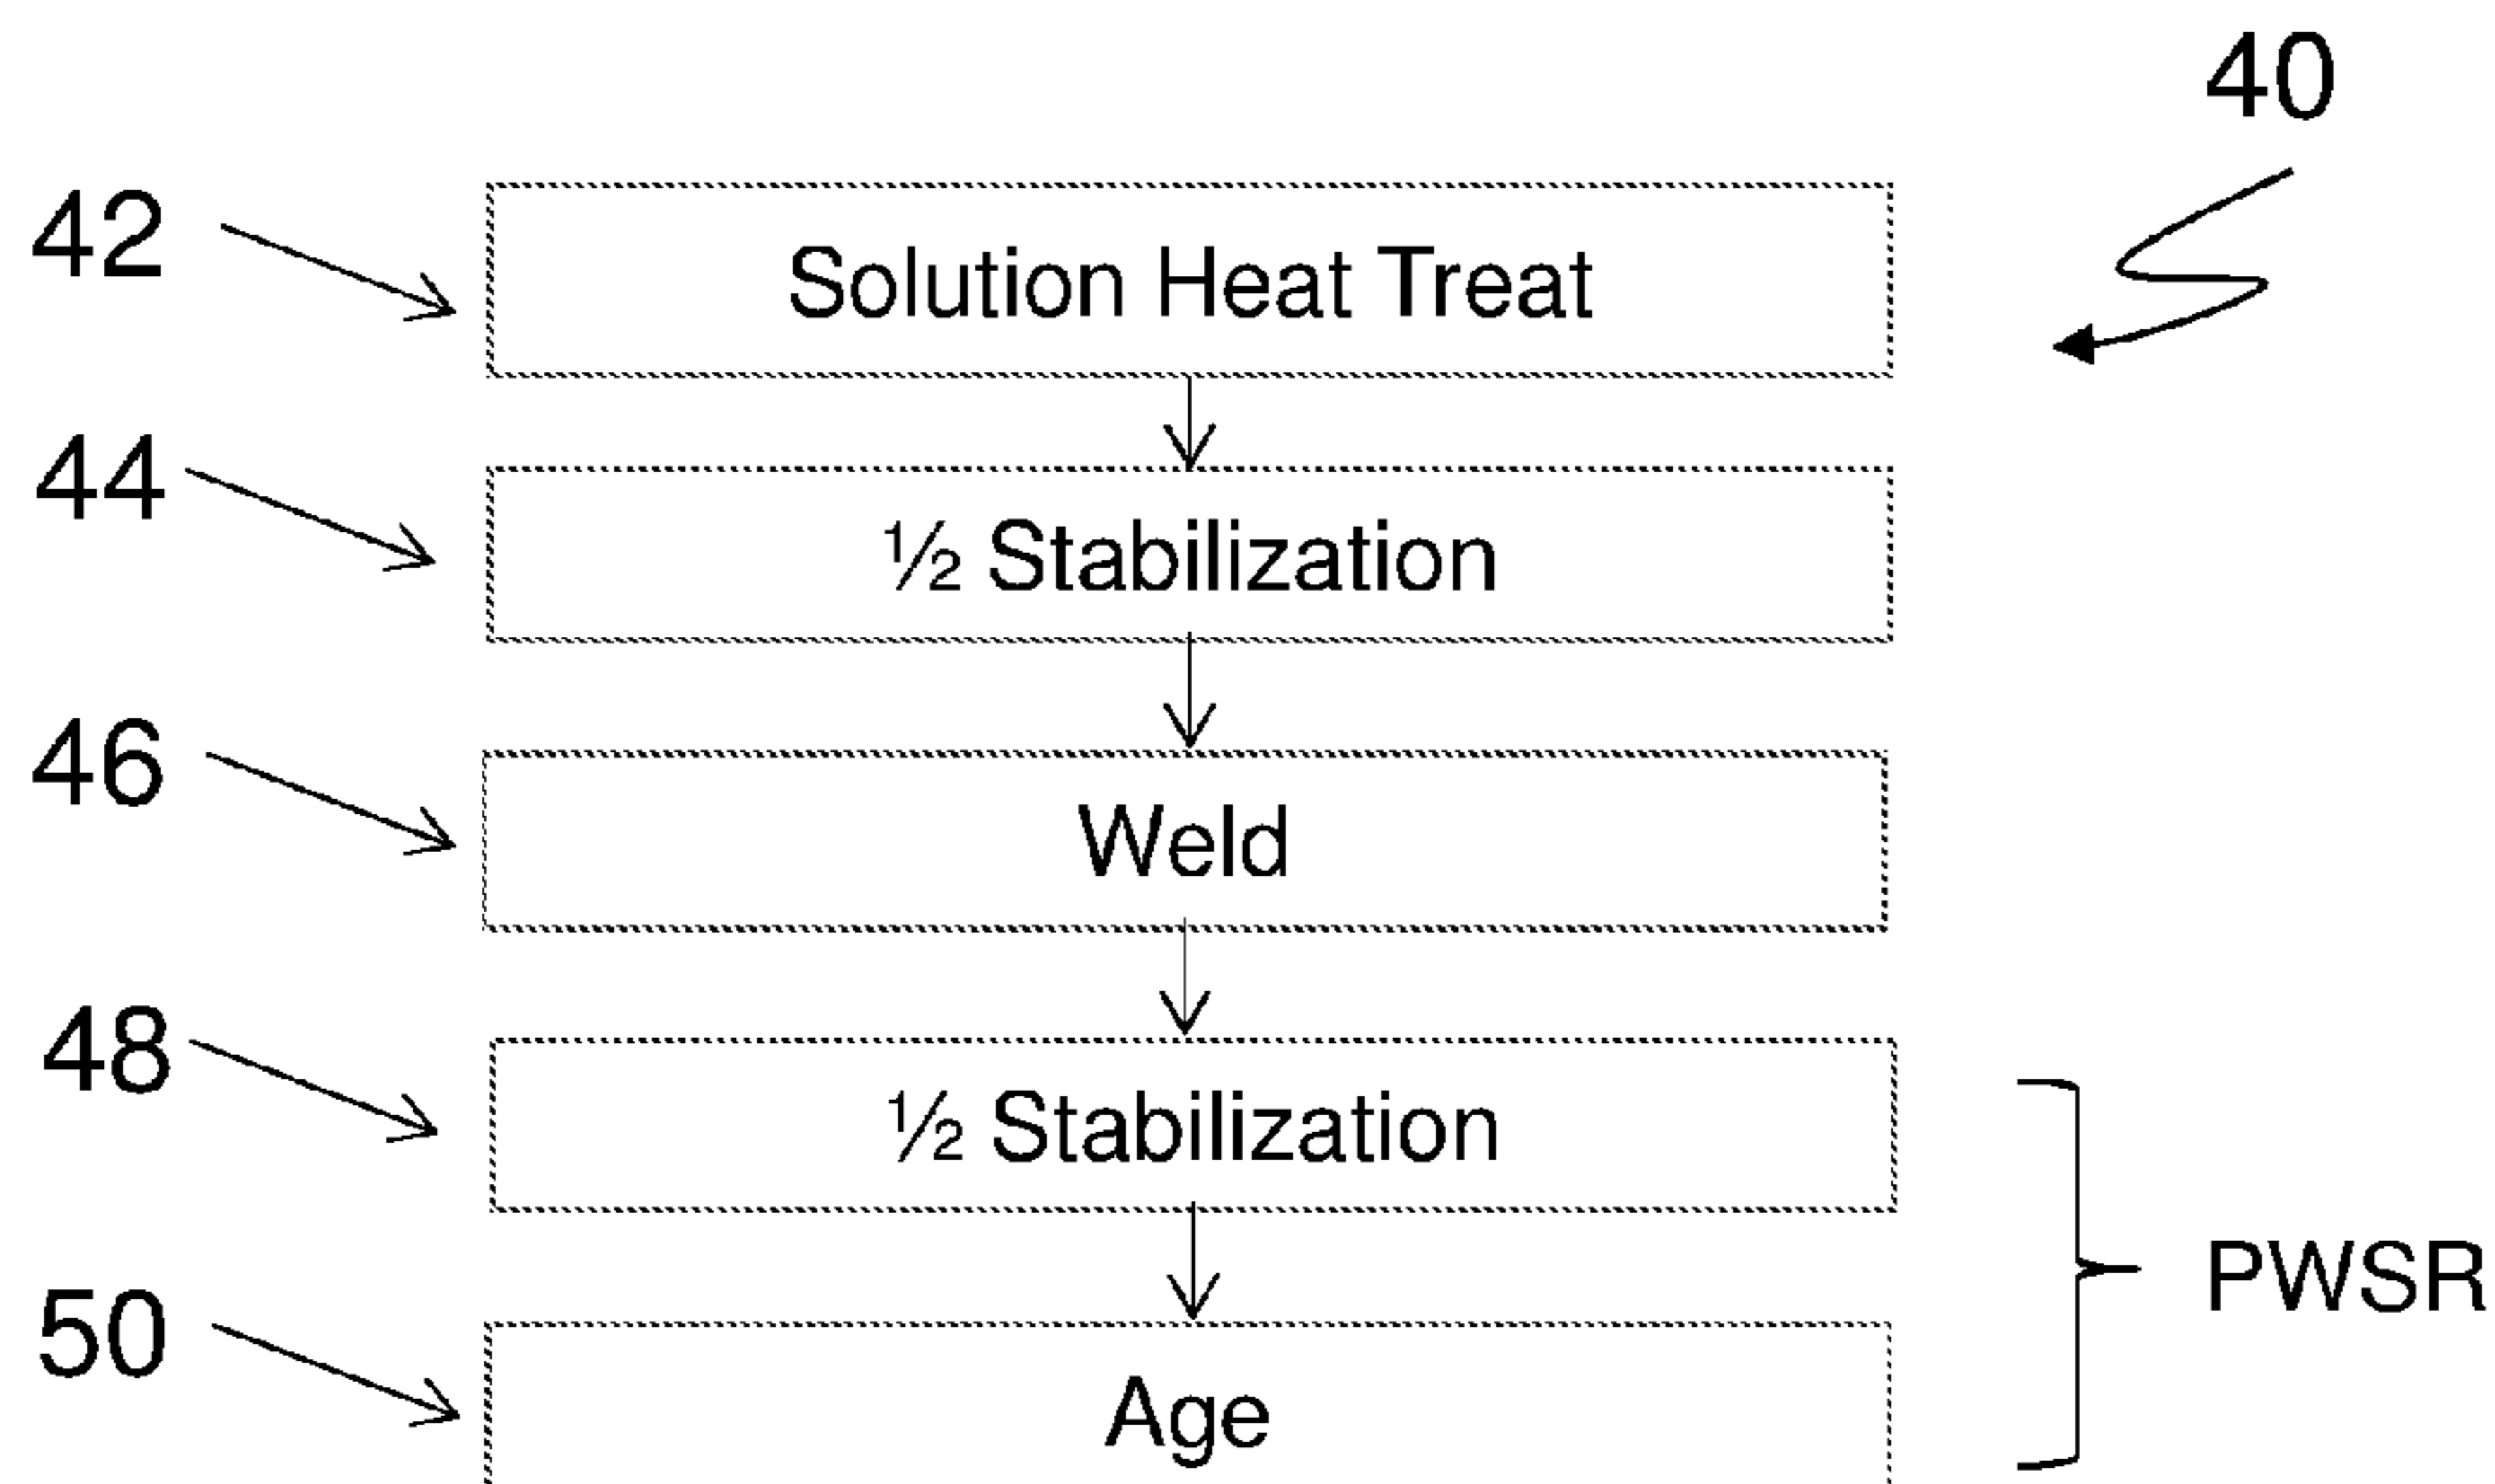 40
42
Solution Heat Treat
44
½ Stabilization
46
Weld
48
½ Stabilization
PWSR
50
Age